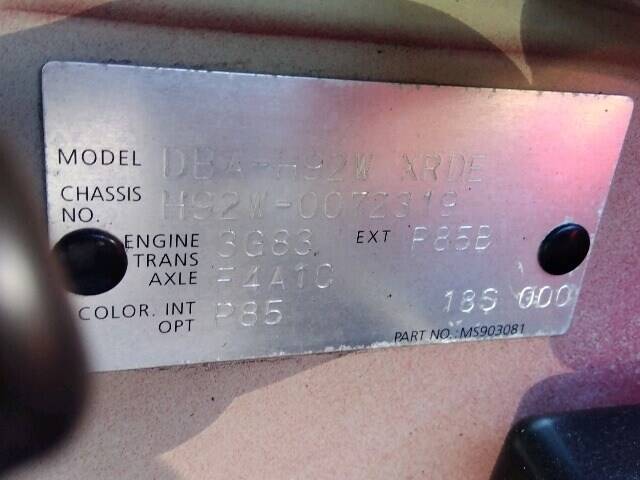 MODEL DBA-H92W XRDE
CHASSIS NO. H92W-0072319
ENGINE 3G83 EXT P85B
TRANS AXLE F4A1C
COLOR. INT P85 18S 000
OPT
PART NO. MS903081